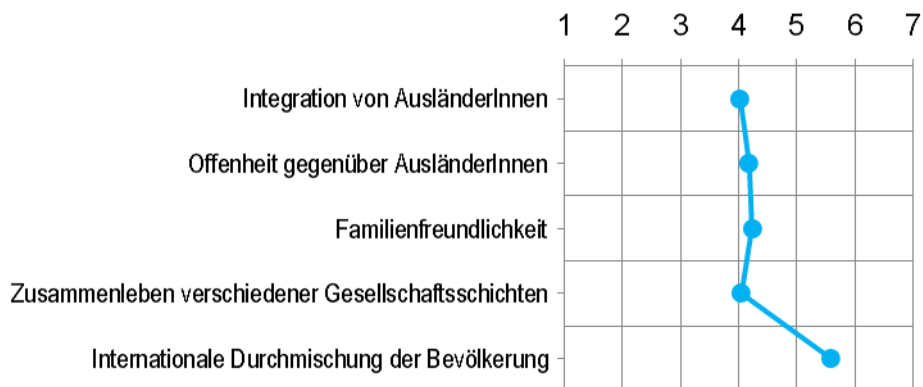 1 2 3 4 5 6 7
Integration von AusländerInnen
Offenheit gegenüber AusländerInnen
Familienfreundlichkeit
Zusammenleben verschiedener Gesellschaftsschichten
Internationale Durchmischung der Bevölkerung